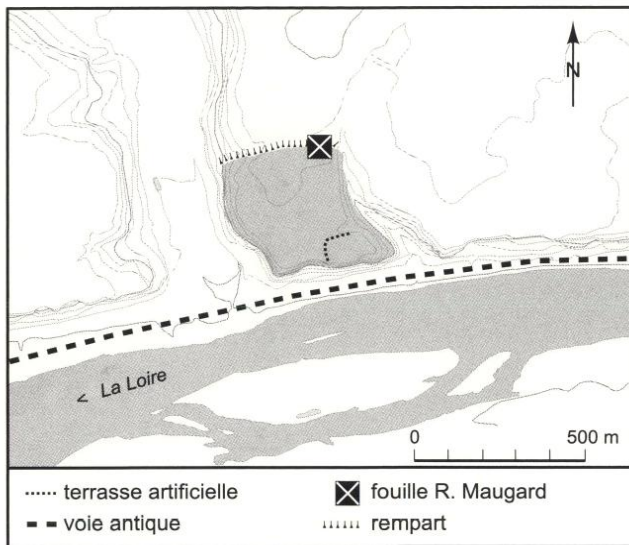 N
< La Loire
0 500 m
terrasse artificielle
fouille R. Maugard
voie antique
rempart